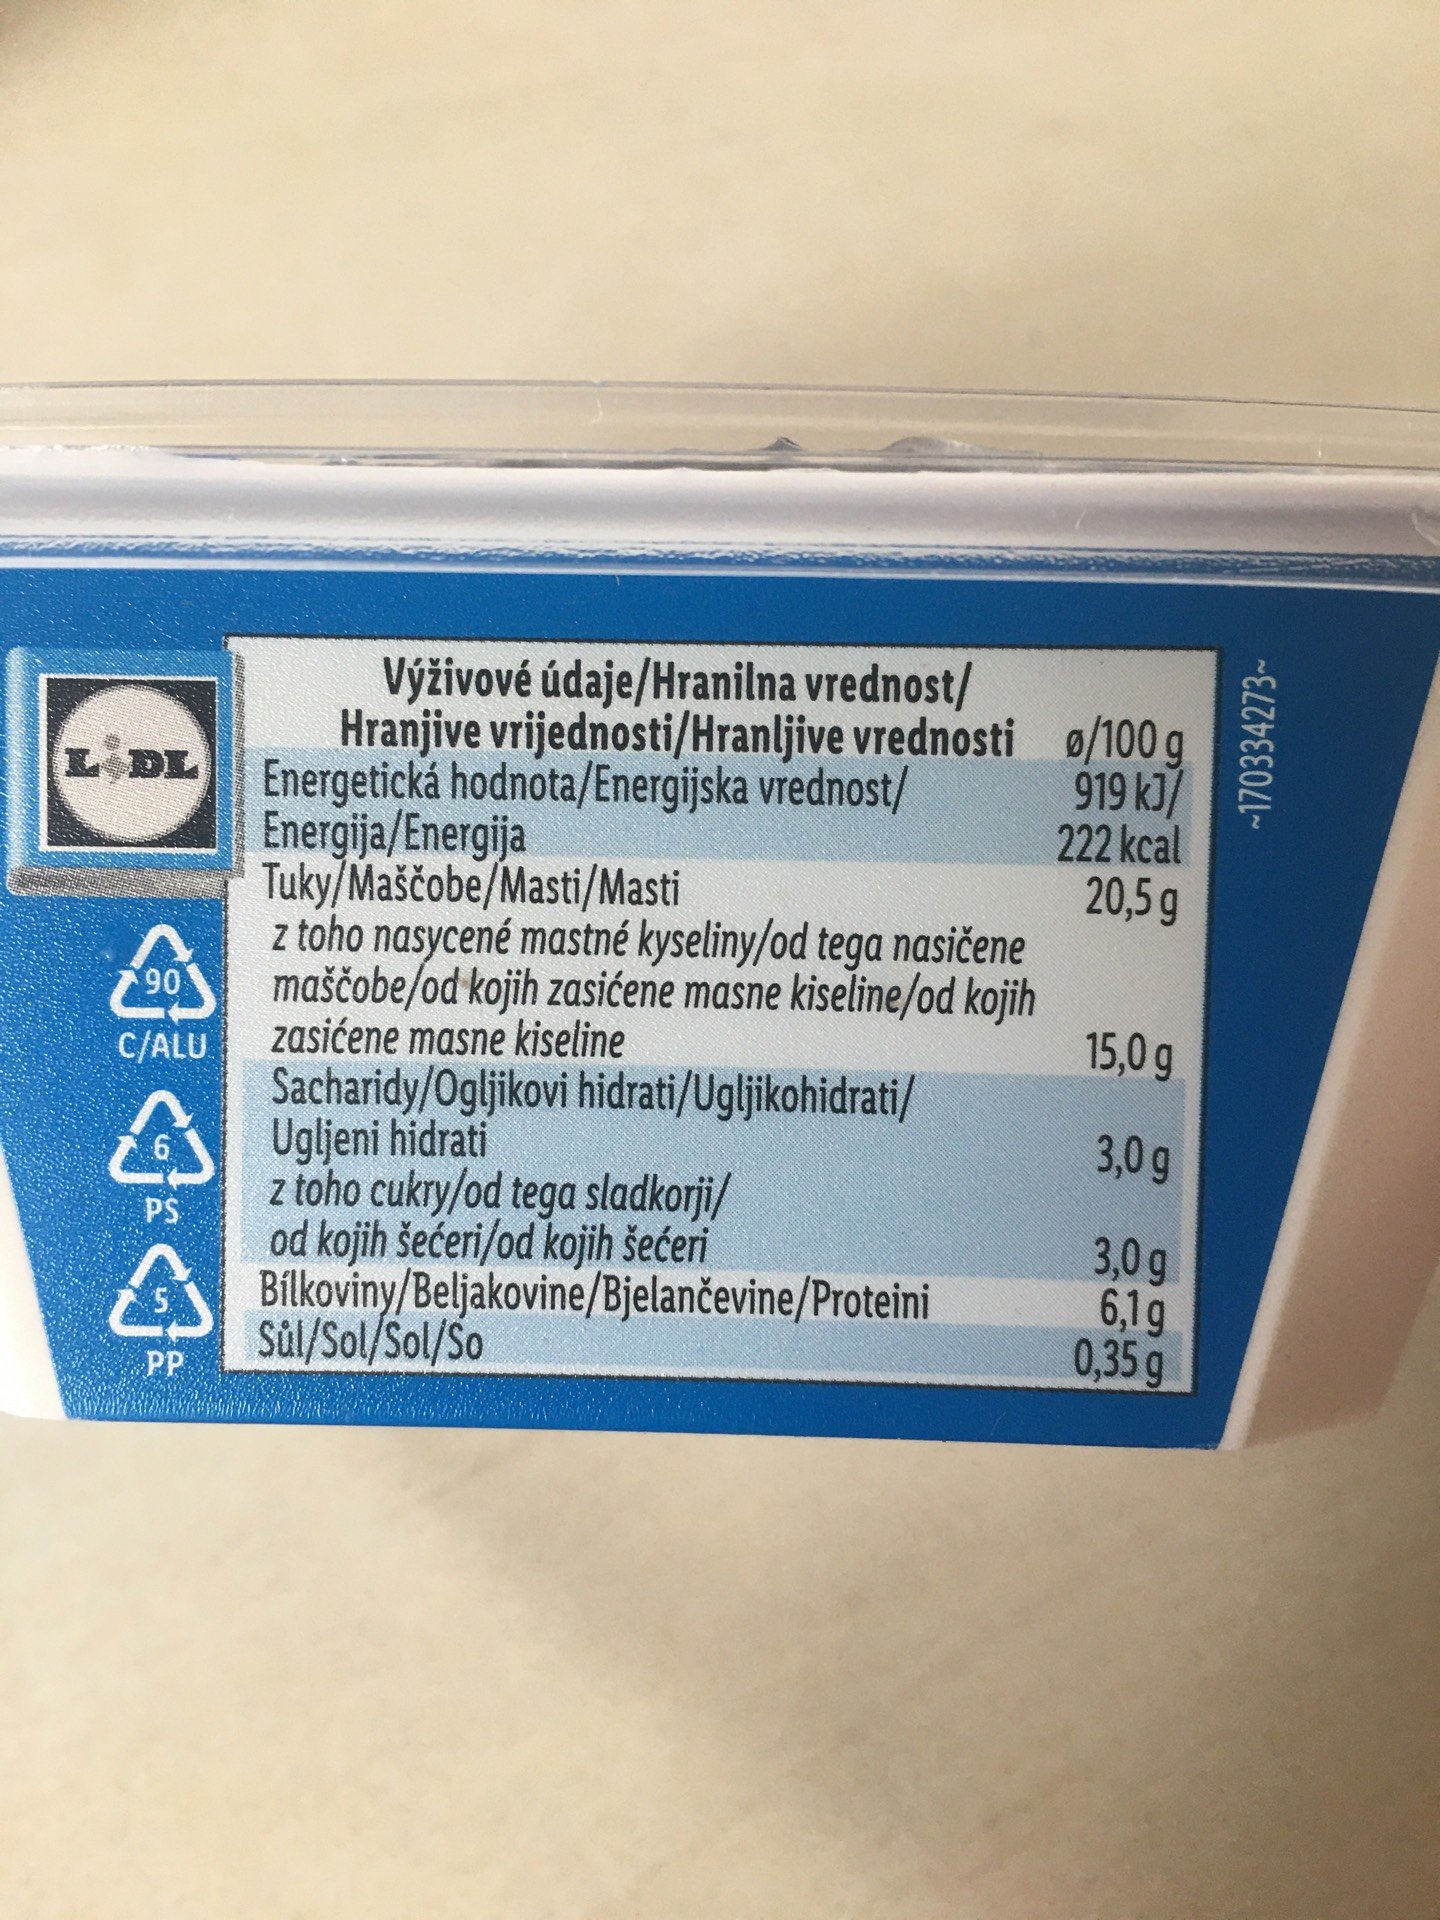 Výživové údaje/Hranilna vrednost/
Hranjive vrijednosti/Hranljive vrednosti ø/100 g
Energetická hodnota/Energijska vrednost/ 919 kJ/
Energija/Energija 222 kcal
Tuky/Maščobe/Masti/Masti 20,5 g
z toho nasycené mastné kyseliny/od tega nasičene
maščobe/od kojih zasićene masne kiseline/od kojih
zasićene masne kiseline 15,0 g
Sacharidy/Ogljikovi hidrati/Ugljikohidrati/
Ugljeni hidrati 3,0 g
z toho cukry/od tega sladkorji/
od kojih šećeri/od kojih šećeri 3,0 g
Bílkoviny/Beljakovine/Bjelančevine/Proteini 6,1 g
Sůl/Sol/Sol/So 0,35 g
LIDL
90
C/ALU
6
PS
5
PP
~1703334273~